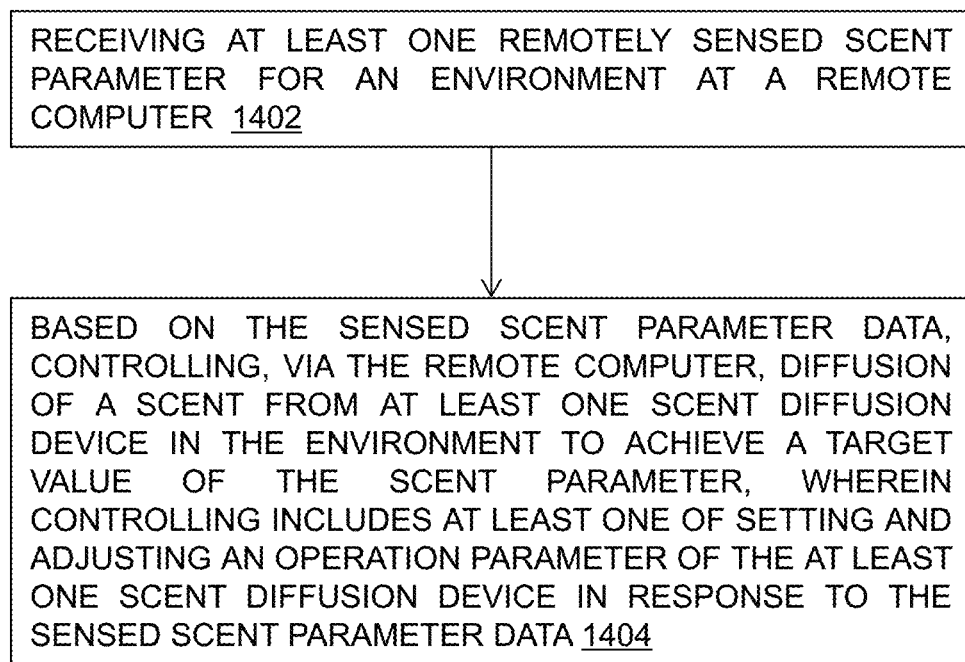 RECEIVING AT LEAST ONE REMOTELY SENSED SCENT
PARAMETER FOR AN ENVIRONMENT AT A REMOTE
COMPUTER 1402
BASED ON THE SENSED SCENT PARAMETER DATA,
CONTROLLING, VIA THE REMOTE COMPUTER, DIFFUSION
OF A SCENT FROM AT LEAST ONE SCENT DIFFUSION
DEVICE IN THE ENVIRONMENT TO ACHIEVE A TARGET
VALUE OF THE SCENT PARAMETER, WHEREIN
CONTROLLING INCLUDES AT LEAST ONE OF SETTING AND
ADJUSTING AN OPERATION PARAMETER OF THE AT LEAST
ONE SCENT DIFFUSION DEVICE IN RESPONSE TO THE
SENSED SCENT PARAMETER DATA 1404